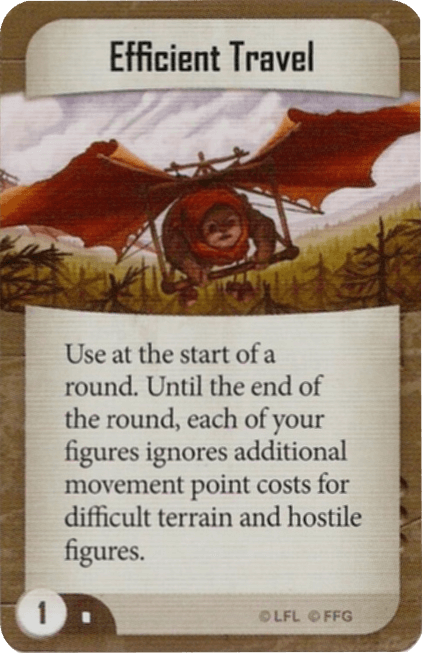 Efficient Travel
Use at the start of a
round. Until the end of
the round, each of your
figures ignores additional
movement point costs for
difficult terrain and hostile
figures.
1
© LFL © FFG